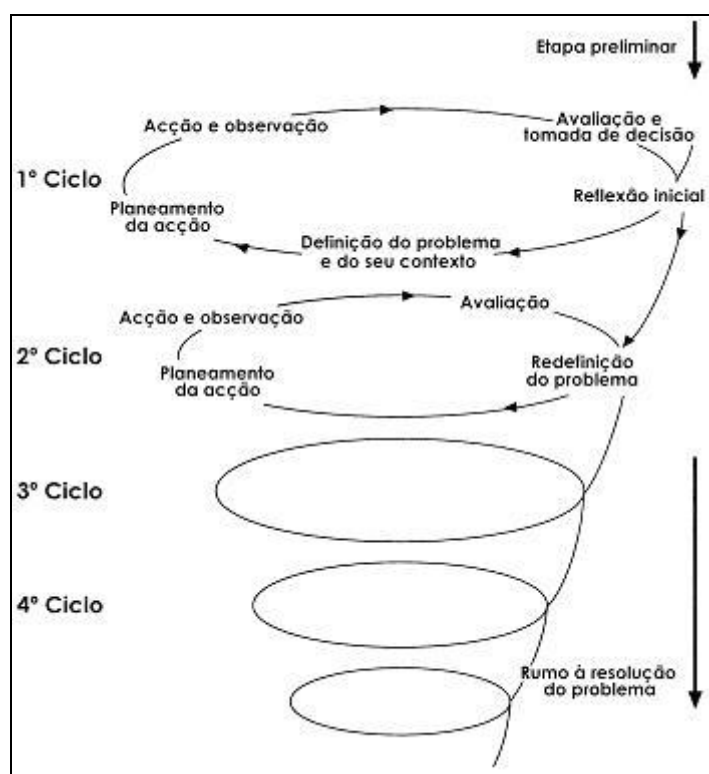 Etapa preliminar
Acção e observação
Avaliação e
tomada de decisão
1º Ciclo
Reflexão inicial
Planeamento
da acção
Definição do problema
e do seu contexto
Acção e observação
Avaliação
2º Ciclo
Redefinição
do problema
Planeamento
da acção
3º Ciclo
4º Ciclo
Rumo à resolução
do problema